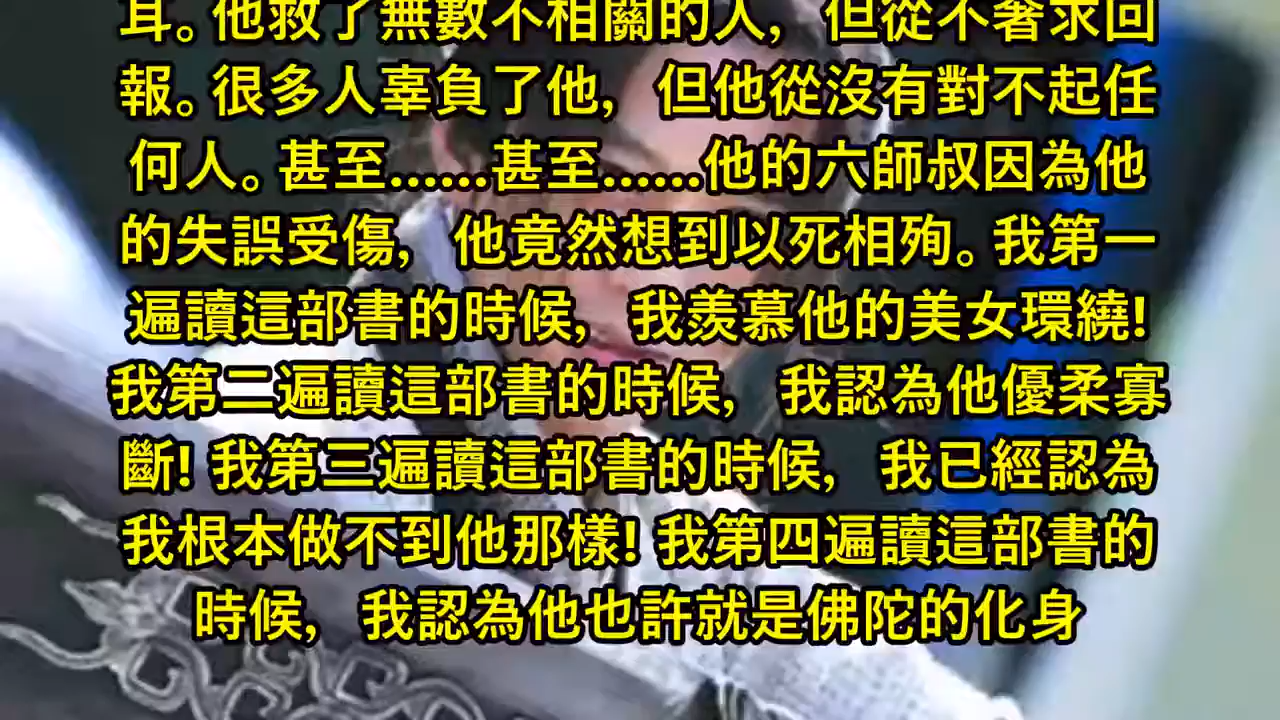 耳。他救了無數不相關的人, 但從不奢求回
報。很多人辜負了他, 但他從沒有對不起任
何人。甚至......甚至......他的六師叔因為他
的失誤受傷, 他竟然想到以死相殉。我第一
遍讀這部書的時候, 我羨慕他的美女環繞!
我第二遍讀這部書的時候, 我認為他優柔寡
斷! 我第三遍讀這部書的時候, 我已經認為
我根本做不到他那樣! 我第四遍讀這部書的
時候, 我認為他也許就是佛陀的化身